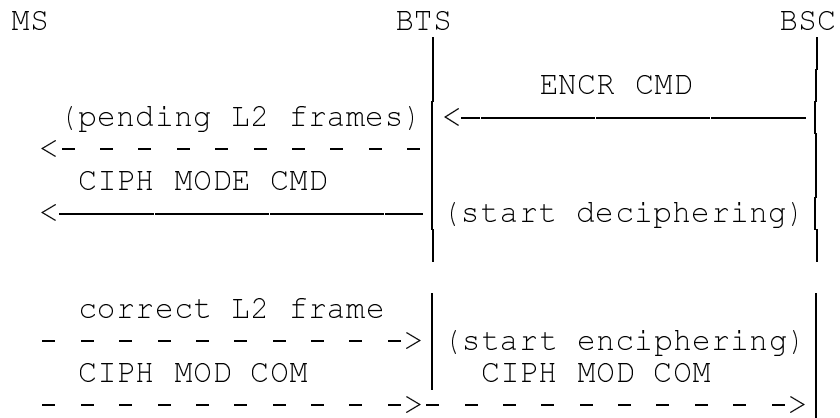 MS BTS BSC
ENCR CMD
(pending L2 frames)
CIPH MODE CMD
(start deciphering)
correct L2 frame
(start enciphering)
CIPH MOD COM CIPH MOD COM